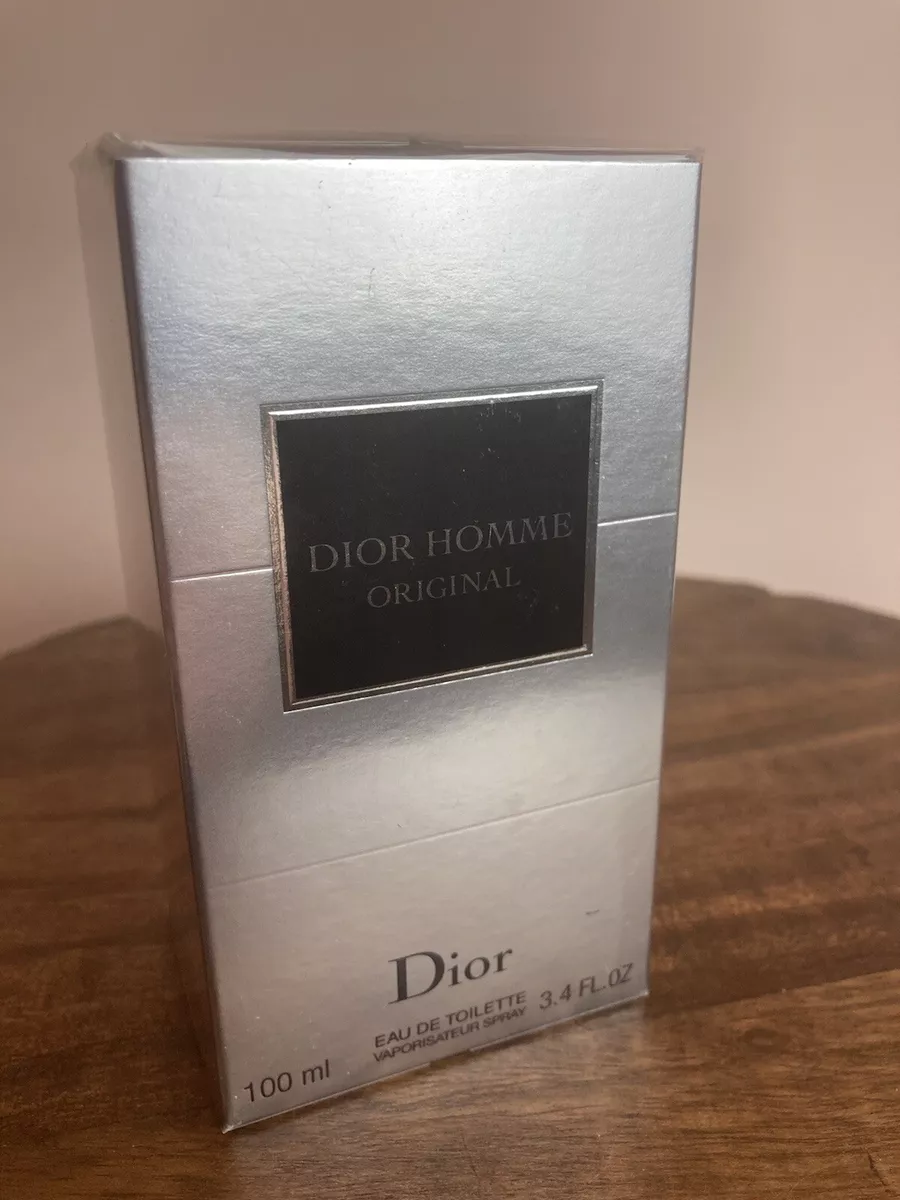 DIOR HOMME
ORIGINAL
Dior
EAU DE TOILETTE
VAPORISATEUR SPRAY
100 ml
3.4 FL.OZ